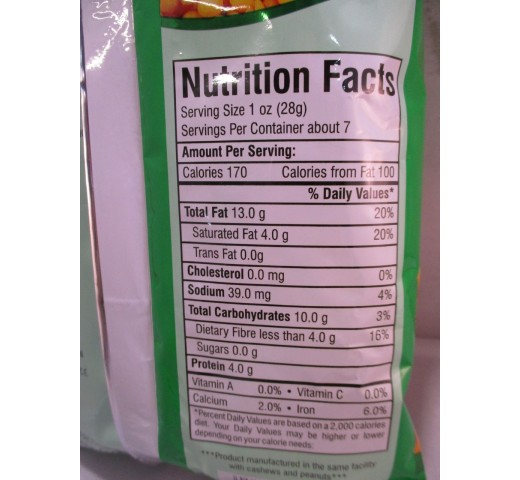 Nutrition Facts
Serving Size 1 oz (28g)
Servings Per Container about 7
Amount Per Serving:
Calories 170 Calories from Fat 100
% Daily Values*
Total Fat 13.0 g 20%
Saturated Fat 4.0 g 20%
Trans Fat 0.0g
Cholesterol 0.0 mg 0%
Sodium 39.0 mg 4%
Total Carbohydrates 10.0 g 3%
Dietary Fibre less than 4.0 g 16%
Sugars 0.0 g
Protein 4.0 g
Vitamin A 0.0% • Vitamin C 0.0%
Calcium 2.0% • Iron 6.0%
*Percent Daily Values are based on a 2,000 calories
diet. Your Daily Values may be higher or lower
depending on your calorie needs:
***Product manufactured in the same facility
with cashews and peanuts***